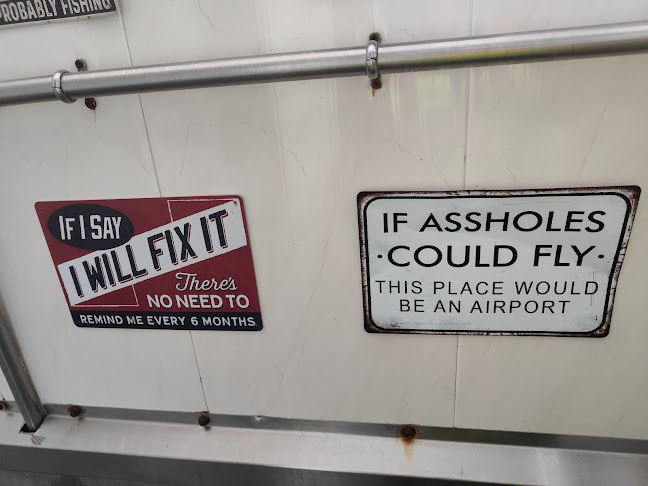 PROBABLY FISHING
IF I SAY
I WILL FIX IT
There's
NO NEED TO
REMIND ME EVERY 6 MONTHS
IF ASSHOLES
·COULD FLY·
THIS PLACE WOULD
BE AN AIRPORT